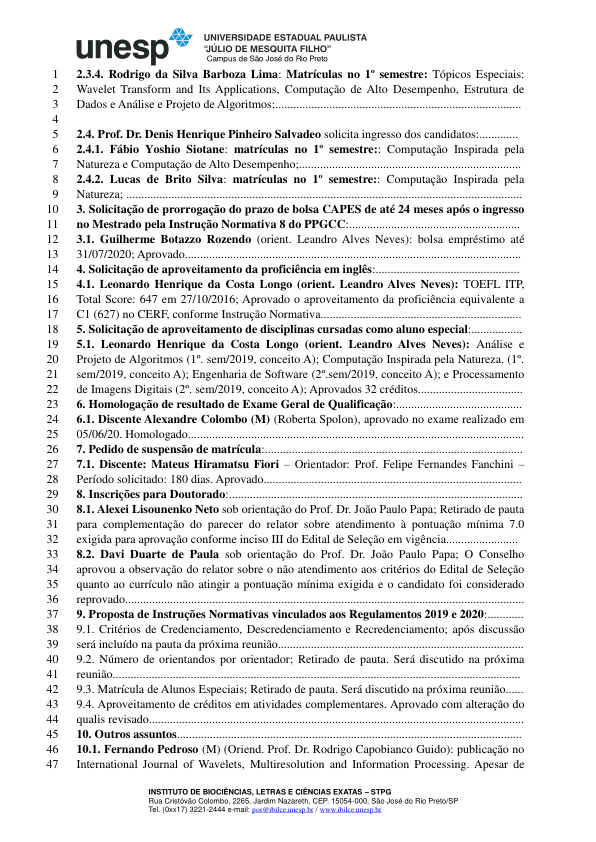 unesp
UNIVERSIDADE ESTADUAL PAULISTA
"JÚLIO DE MESQUITA FILHO"
Campus de São José do Rio Preto
1 2.3.4. Rodrigo da Silva Barboza Lima: Matrículas no 1º semestre: Tópicos Especiais:
2 Wavelet Transform and Its Applications, Computação de Alto Desempenho, Estrutura de
3 Dados e Análise e Projeto de Algoritmos;..................................................................................
4
5 2.4. Prof. Dr. Denis Henrique Pinheiro Salvadeo solicita ingresso dos candidatos:.............
6 2.4.1. Fábio Yoshio Siotane: matrículas no 1º semestre:: Computação Inspirada pela
7 Natureza e Computação de Alto Desempenho;..........................................................................
8 2.4.2. Lucas de Brito Silva: matrículas no 1º semestre:: Computação Inspirada pela
9 Natureza; ....................................................................................................................................
10 3. Solicitação de prorrogação do prazo de bolsa CAPES de até 24 meses após o ingresso
11 no Mestrado pela Instrução Normativa 8 do PPGCC:.........................................................
12 3.1. Guilherme Botazzo Rozendo (orient. Leandro Alves Neves): bolsa empréstimo até
13 31/07/2020; Aprovado................................................................................................................
14 4. Solicitação de aproveitamento da proficiência em inglês:................................................
15 4.1. Leonardo Henrique da Costa Longo (orient. Leandro Alves Neves): TOEFL ITP,
16 Total Score: 647 em 27/10/2016; Aprovado o aproveitamento da proficiência equivalente a
17 C1 (627) no CERF, conforme Instrução Normativa...................................................................
18 5. Solicitação de aproveitamento de disciplinas cursadas como aluno especial:.................
19 5.1. Leonardo Henrique da Costa Longo (orient. Leandro Alves Neves): Análise e
20 Projeto de Algoritmos (1º. sem/2019, conceito A); Computação Inspirada pela Natureza. (1º.
21 sem/2019, conceito A); Engenharia de Software (2º.sem/2019, conceito A); e Processamento
22 de Imagens Digitais (2º. sem/2019, conceito A); Aprovados 32 créditos...................................
23 6. Homologação de resultado de Exame Geral de Qualificação:..........................................
24 6.1. Discente Alexandre Colombo (M) (Roberta Spolon), aprovado no exame realizado em
25 05/06/20. Homologado................................................................................................................
26 7. Pedido de suspensão de matrícula:......................................................................................
27 7.1. Discente: Mateus Hiramatsu Fiori – Orientador: Prof. Felipe Fernandes Fanchini –
28 Período solicitado: 180 dias. Aprovado......................................................................................
29 8. Inscrições para Doutorado:..................................................................................................
30 8.1. Alexei Lisounenko Neto sob orientação do Prof. Dr. João Paulo Papa; Retirado de pauta
31 para complementação do parecer do relator sobre atendimento à pontuação mínima 7.0
32 exigida para aprovação conforme inciso III do Edital de Seleção em vigência........................
33 8.2. Davi Duarte de Paula sob orientação do Prof. Dr. João Paulo Papa; O Conselho
34 aprovou a observação do relator sobre o não atendimento aos critérios do Edital de Seleção
35 quanto ao currículo não atingir a pontuação mínima exigida e o candidato foi considerado
36 reprovado....................................................................................................................................
37 9. Proposta de Instruções Normativas vinculados aos Regulamentos 2019 e 2020:............
38 9.1. Critérios de Credenciamento, Descredenciamento e Recredenciamento; após discussão
39 será incluído na pauta da próxima reunião.................................................................................
40 9.2. Número de orientandos por orientador; Retirado de pauta. Será discutido na próxima
41 reunião........................................................................................................................................
42 9.3. Matrícula de Alunos Especiais; Retirado de pauta. Será discutido na próxima reunião......
43 9.4. Aproveitamento de créditos em atividades complementares. Aprovado com alteração do
44 qualis revisado............................................................................................................................
45 10. Outros assuntos..................................................................................................................
46 10.1. Fernando Pedroso (M) (Oriend. Prof. Dr. Rodrigo Capobianco Guido): publicação no
47 International Journal of Wavelets, Multiresolution and Information Processing. Apesar de
INSTITUTO DE BIOCIÊNCIAS, LETRAS E CIÊNCIAS EXATAS – STPG
Rua Cristóvão Colombo, 2265, Jardim Nazareth, CEP. 15054-000, São José do Rio Preto/SP
Tel. (0xx17) 3221-2444 e-mail: pos@ibilce.unesp.br / www.ibilce.unesp.br